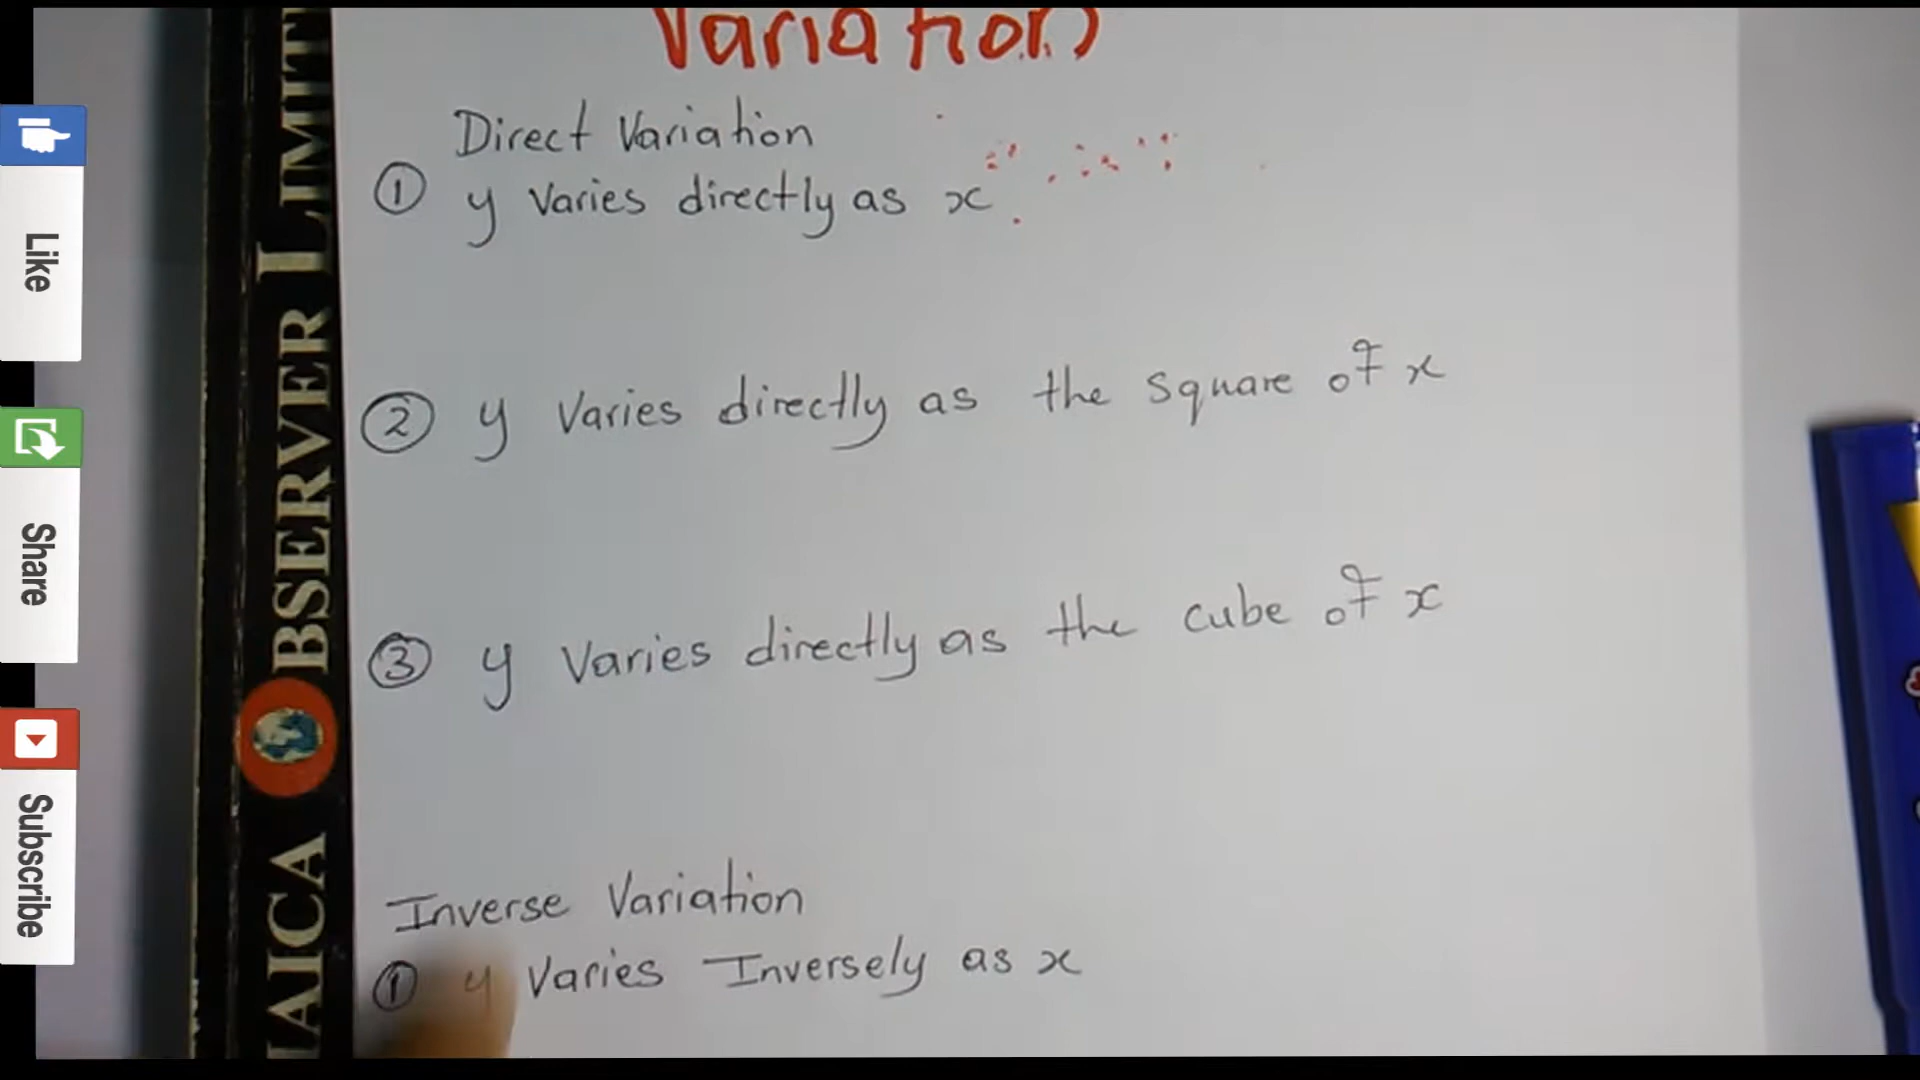 Variation
Direct Variation
① y varies directly as x
② y varies directly as the square of x
③ y varies directly as the cube of x
Inverse Variation
① y varies Inversely as x
AICA OBSERVER LIMIT
Like
Share
Subscribe